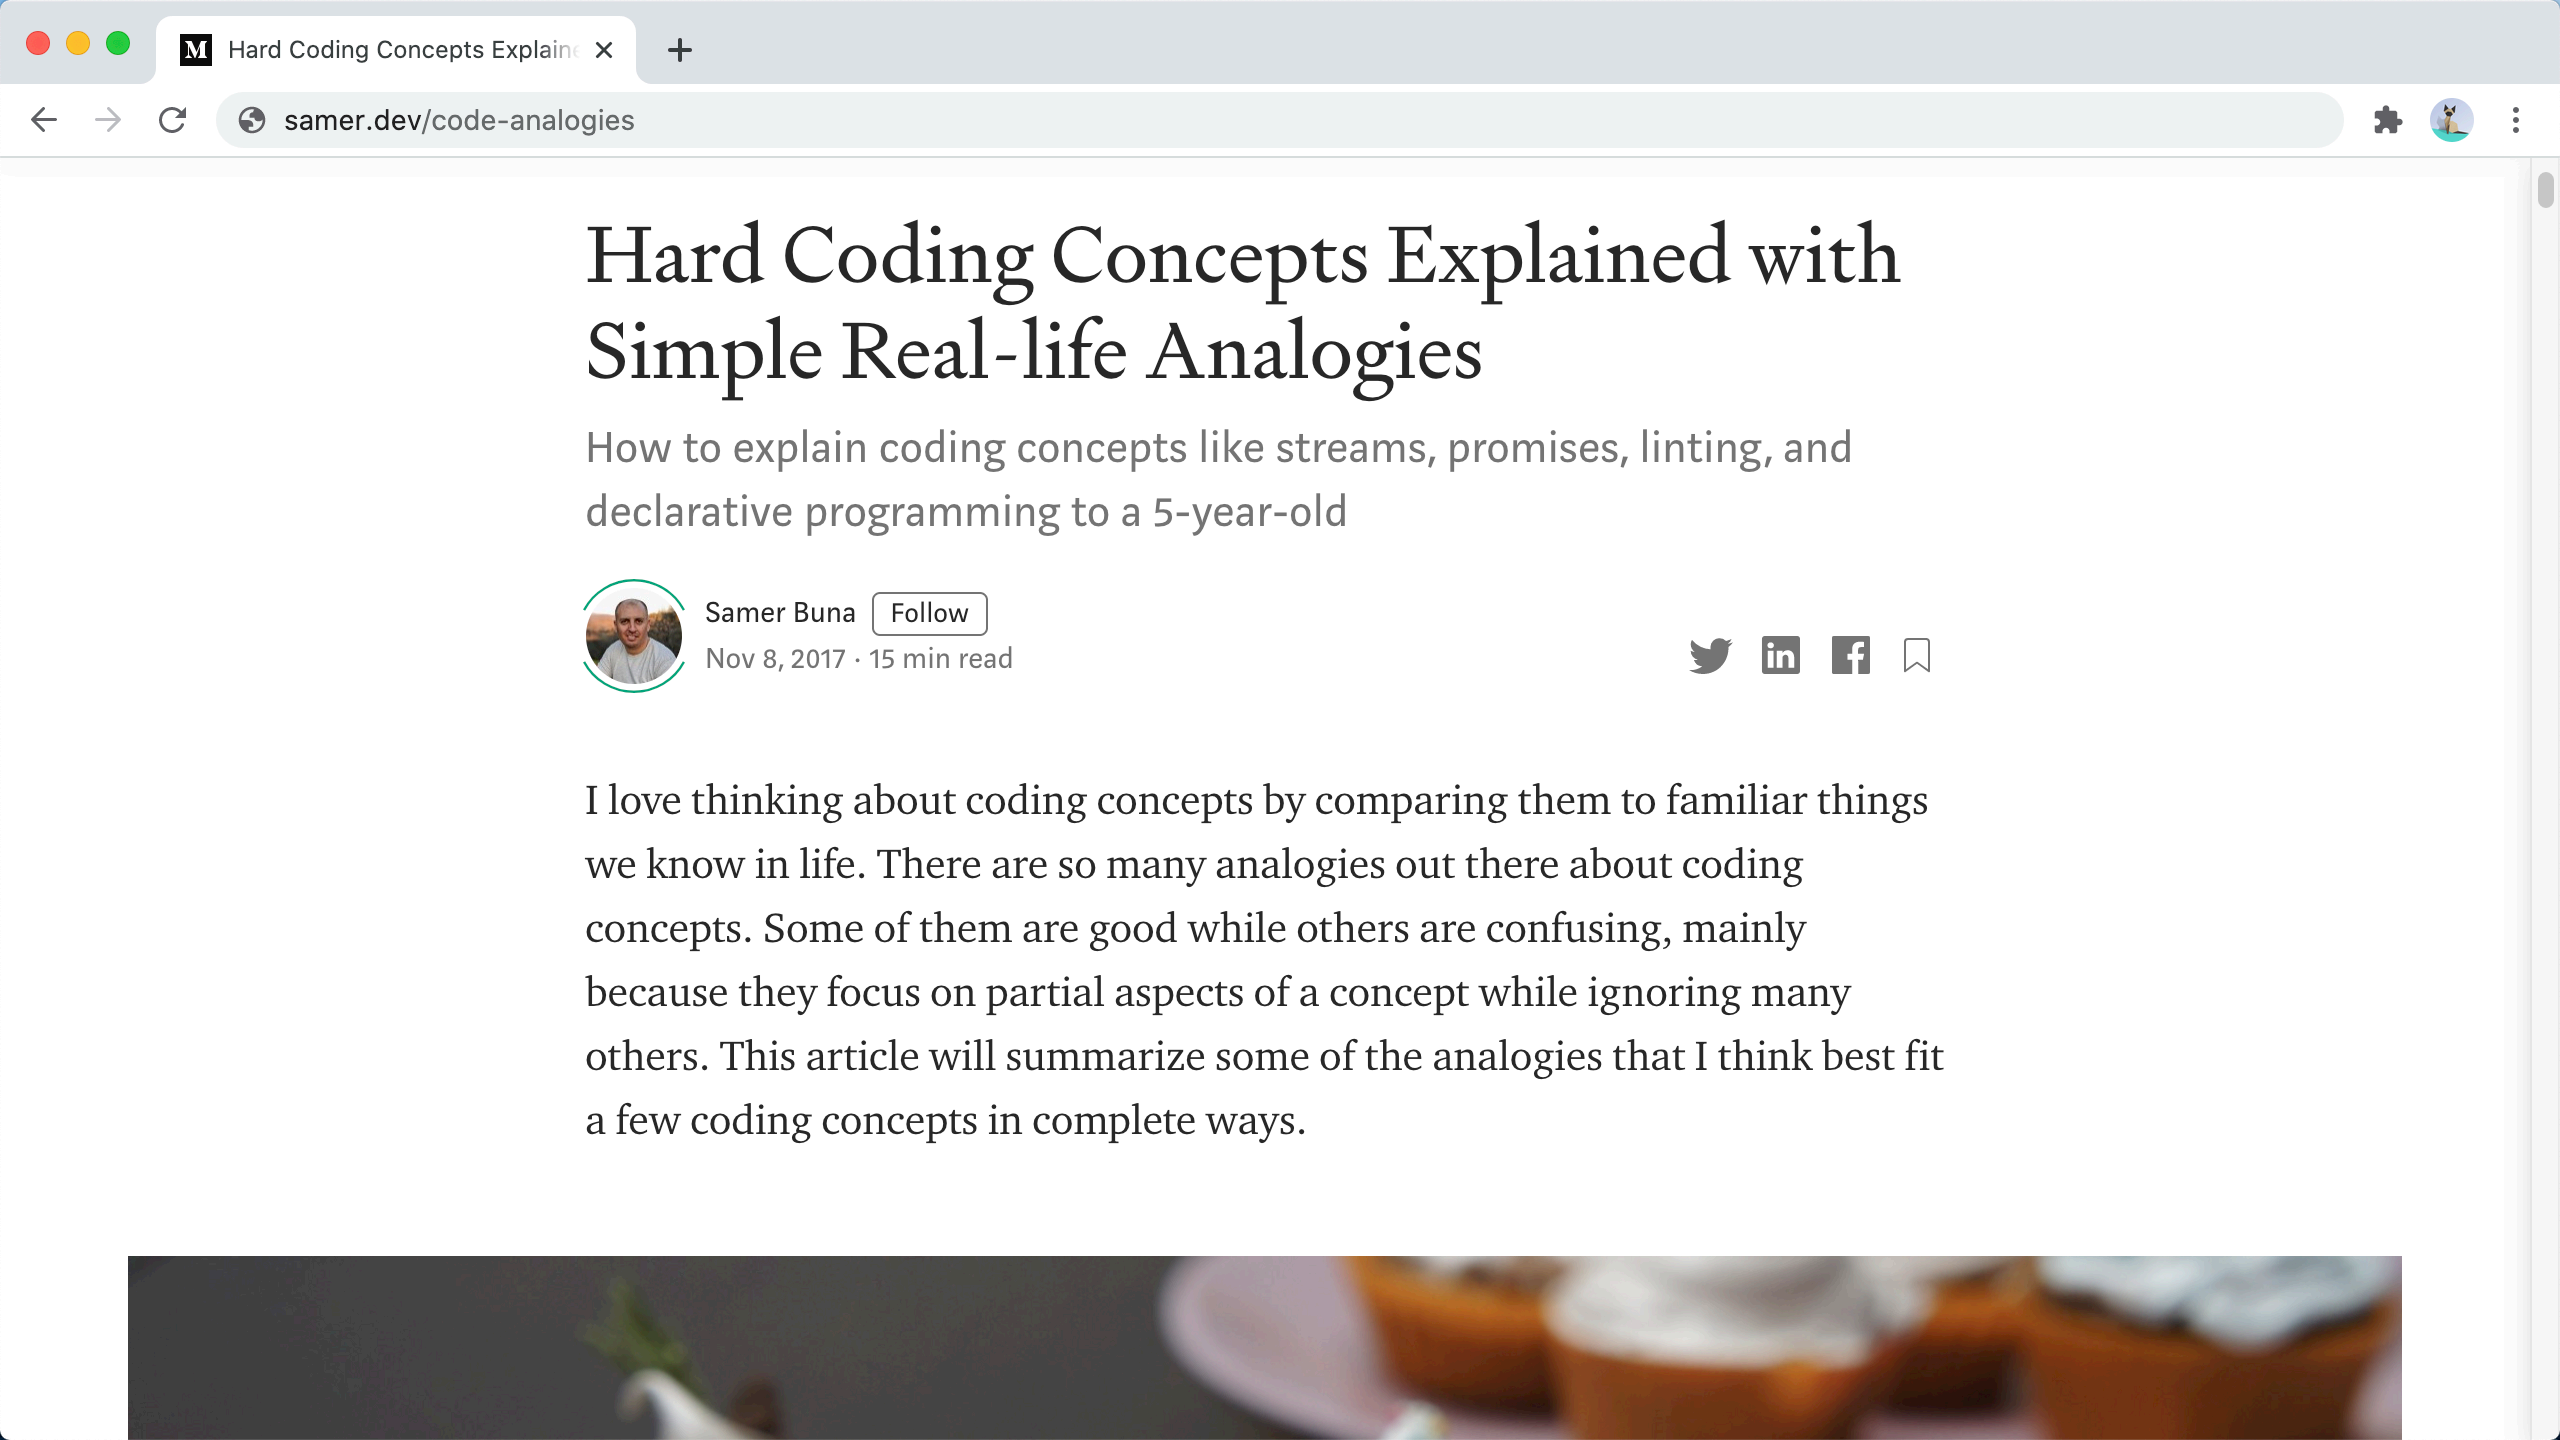 M Hard Coding Concepts Explaine
samer.dev/code-analogies
Hard Coding Concepts Explained with
Simple Real-life Analogies
How to explain coding concepts like streams, promises, linting, and
declarative programming to a 5-year-old
Samer Buna Follow
Nov 8, 2017 · 15 min read
I love thinking about coding concepts by comparing them to familiar things
we know in life. There are so many analogies out there about coding
concepts. Some of them are good while others are confusing, mainly
because they focus on partial aspects of a concept while ignoring many
others. This article will summarize some of the analogies that I think best fit
a few coding concepts in complete ways.